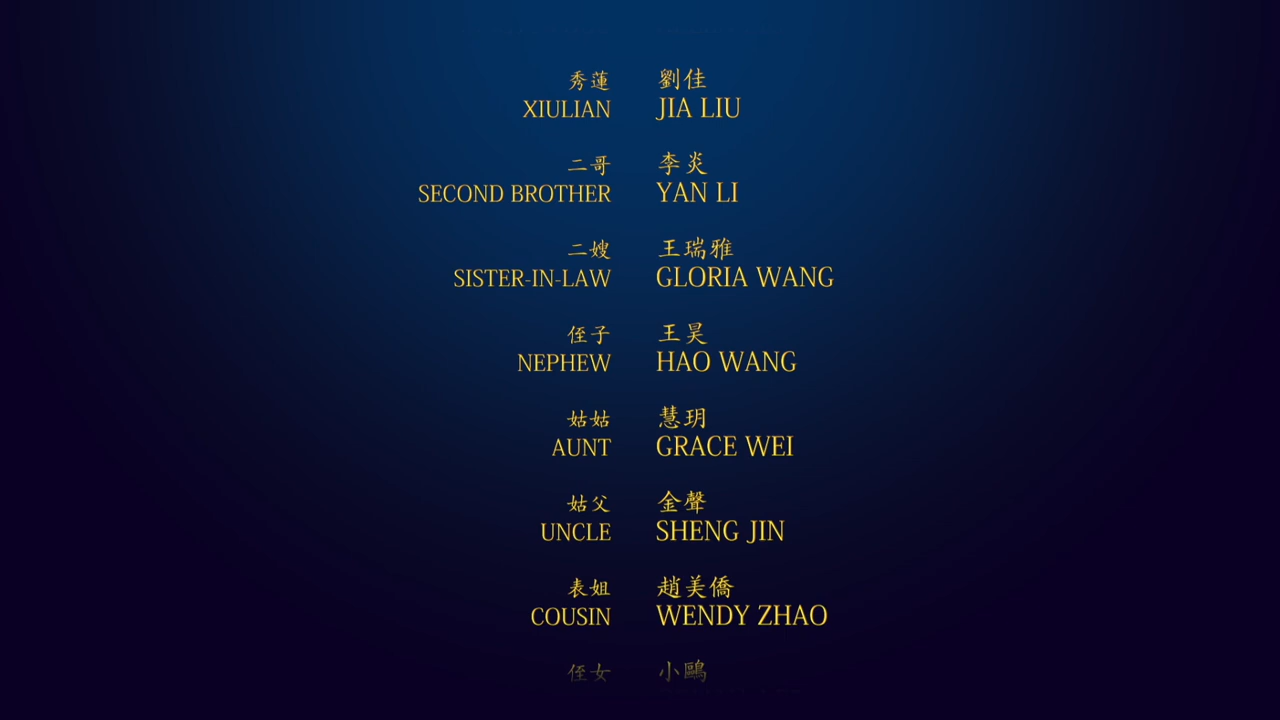 秀蓮 劉佳
XIULIAN JIA LIU
二哥 李炎
SECOND BROTHER YAN LI
二嫂 王瑞雅
SISTER-IN-LAW GLORIA WANG
侄子 王昊
NEPHEW HAO WANG
姑姑 慧玥
AUNT GRACE WEI
姑父 金聲
UNCLE SHENG JIN
表姐 趙美僑
COUSIN WENDY ZHAO
侄女 小鷗